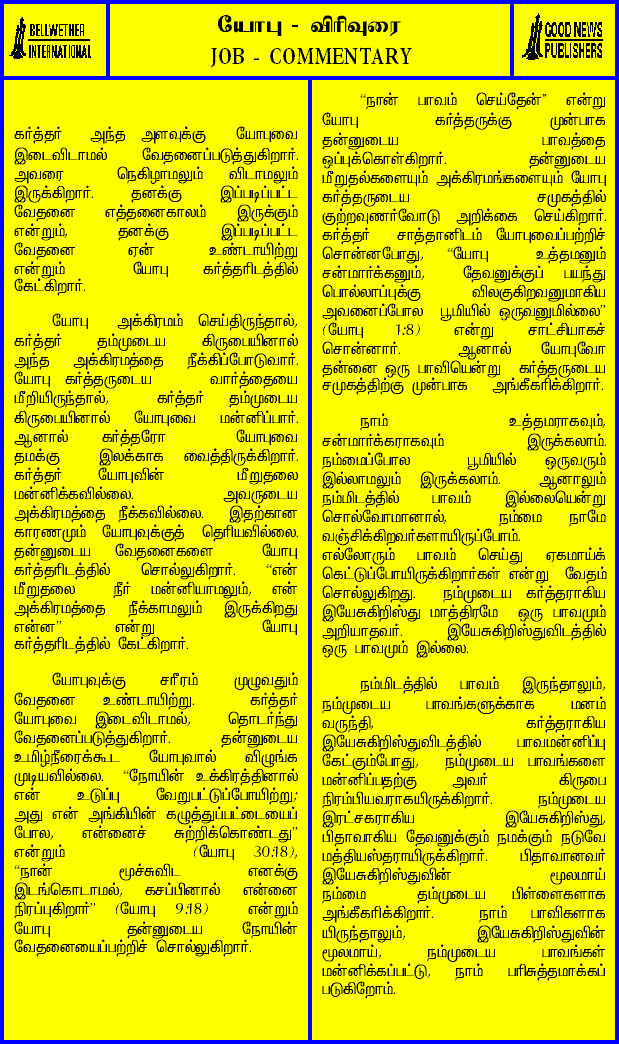 BELLWETHER
INTERNATIONAL
யோபு - விரிவுரை
JOB - COMMENTARY
GOOD NEWS
PUBLISHERS
கர்த்தர் அந்த அளவுக்கு யோபுவை
இடைவிடாமல் வேதனைப்படுத்துகிறார்.
அவரை நெகிழாமலும் விடாமலும்
இருக்கிறார். தனக்கு இப்படிப்பட்ட
வேதனை எத்தனைகாலம் இருக்கும்
என்றும், தனக்கு இப்படிப்பட்ட
வேதனை ஏன் உண்டாயிற்று
என்றும் யோபு கர்த்தரிடத்தில்
கேட்கிறார்.
யோபு அக்கிரமம் செய்திருந்தால்,
கர்த்தர் தம்முடைய கிருபையினால்
அந்த அக்கிரமத்தை நீக்கிப்போடுவார்.
யோபு கர்த்தருடைய வார்த்தையை
மீறியிருந்தால், கர்த்தர் தம்முடைய
கிருபையினால் யோபுவை மன்னிப்பார்.
ஆனால் கர்த்தரோ யோபுவை
தமக்கு இலக்காக வைத்திருக்கிறார்.
கர்த்தர் யோபுவின் மீறுதலை
மன்னிக்கவில்லை. அவருடைய
அக்கிரமத்தை நீக்கவில்லை. இதற்கான
காரணமும் யோபுவுக்குத் தெரியவில்லை.
தன்னுடைய வேதனைகளை யோபு
கர்த்தரிடத்தில் சொல்லுகிறார். “என்
மீறுதலை நீர் மன்னியாமலும், என்
அக்கிரமத்தை நீக்காமலும் இருக்கிறது
என்ன” என்று யோபு
கர்த்தரிடத்தில் கேட்கிறார்.
யோபுவுக்கு சரீரம் முழுவதும்
வேதனை உண்டாயிற்று. கர்த்தர்
யோபுவை இடைவிடாமல், தொடர்ந்து
வேதனைப்படுத்துகிறார். தன்னுடைய
உமிழ்நீரைக்கூட யோபுவால் விழுங்க
முடியவில்லை. “நோயின் உக்கிரத்தினால்
என் உடுப்பு வேறுபட்டுப்போயிற்று;
அது என் அங்கியின் கழுத்துப்பட்டையைப்
போல, என்னைச் சுற்றிக்கொண்டது”
என்றும் (யோபு 30:18),
“நான் மூச்சுவிட எனக்கு
இடங்கொடாமல், கசப்பினால் என்னை
நிரப்புகிறார்” (யோபு 9:18) என்றும்
யோபு தன்னுடைய நோயின்
வேதனையைப்பற்றிச் சொல்லுகிறார்.
“நான் பாவம் செய்தேன்” என்று
யோபு கர்த்தருக்கு முன்பாக
தன்னுடைய பாவத்தை
ஒப்புக்கொள்கிறார். தன்னுடைய
மீறுதல்களையும் அக்கிரமங்களையும் யோபு
கர்த்தருடைய சமுகத்தில்
குற்றவுணர்வோடு அறிக்கை செய்கிறார்.
கர்த்தர் சாத்தானிடம் யோபுவைப்பற்றிச்
சொன்னபோது, “யோபு உத்தமனும்
சன்மார்க்கனும், தேவனுக்குப் பயந்து
பொல்லாப்புக்கு விலகுகிறவனுமாகிய
அவனைப்போல பூமியில் ஒருவனுமில்லை”
(யோபு 1:8) என்று சாட்சியாகச்
சொன்னார். ஆனால் யோபுவோ
தன்னை ஒரு பாவியென்று கர்த்தருடைய
சமுகத்திற்கு முன்பாக அங்கீகரிக்கிறார்.
நாம் உத்தமராகவும்,
சன்மார்க்கராகவும் இருக்கலாம்.
நம்மைப்போல பூமியில் ஒருவரும்
இல்லாமலும் இருக்கலாம். ஆனாலும்
நம்மிடத்தில் பாவம் இல்லையென்று
சொல்வோமானால், நம்மை நாமே
வஞ்சிக்கிறவர்களாயிருப்போம்.
எல்லோரும் பாவம் செய்து ஏகமாய்க்
கெட்டுப்போயிருக்கிறார்கள் என்று வேதம்
சொல்லுகிறது. நம்முடைய கர்த்தராகிய
இயேசுகிறிஸ்து மாத்திரமே ஒரு பாவமும்
அறியாதவர். இயேசுகிறிஸ்துவிடத்தில்
ஒரு பாவமும் இல்லை.
நம்மிடத்தில் பாவம் இருந்தாலும்,
நம்முடைய பாவங்களுக்காக மனம்
வருந்தி, கர்த்தராகிய
இயேசுகிறிஸ்துவிடத்தில் பாவமன்னிப்பு
கேட்கும்போது, நம்முடைய பாவங்களை
மன்னிப்பதற்கு அவர் கிருபை
நிரம்பியவராகயிருக்கிறார். நம்முடைய
இரட்சகராகிய இயேசுகிறிஸ்து,
பிதாவாகிய தேவனுக்கும் நமக்கும் நடுவே
மத்தியஸ்தராயிருக்கிறார். பிதாவானவர்
இயேசுகிறிஸ்துவின் மூலமாய்
நம்மை தம்முடைய பிள்ளைகளாக
அங்கீகரிக்கிறார். நாம் பாவிகளாக
யிருந்தாலும், இயேசுகிறிஸ்துவின்
மூலமாய், நம்முடைய பாவங்கள்
மன்னிக்கப்பட்டு, நாம் பரிசுத்தமாக்கப்
படுகிறோம்.